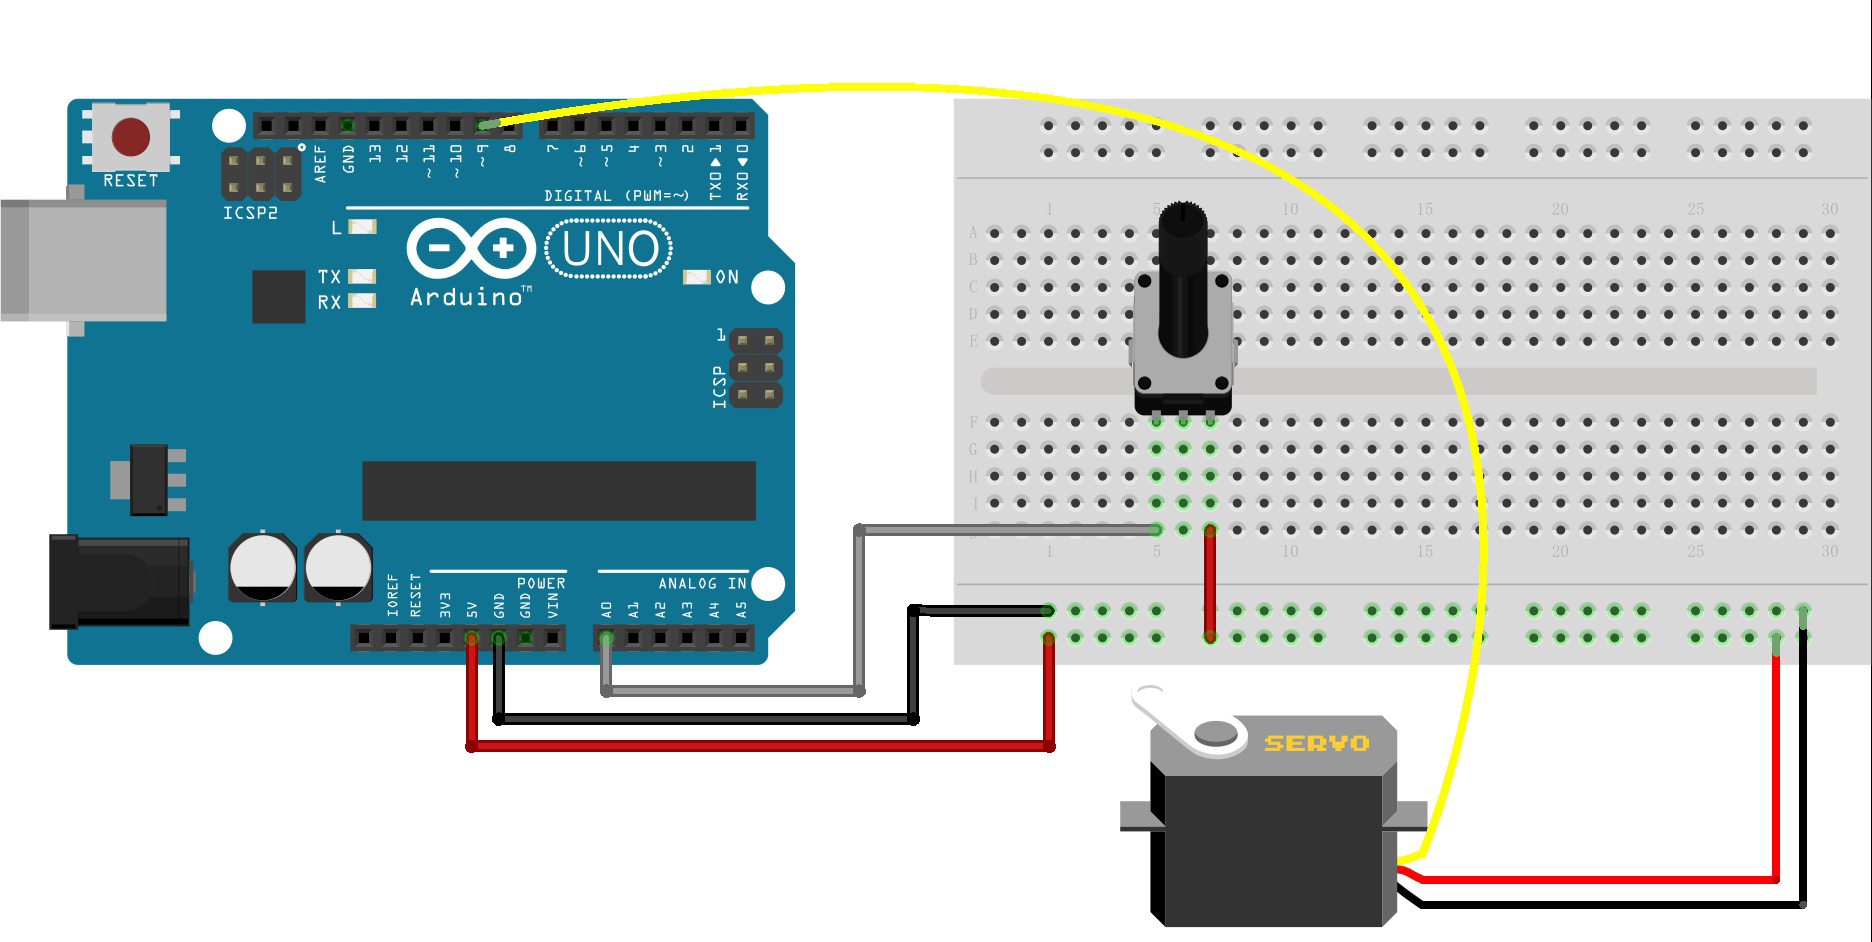 RESET
ICSP2
AREF
GND
13
12
~11
~10
~9
8
7
~6
~5
4
~3
2
TX0▶1
RX0◀0
DIGITAL (PWM=~)
L
TX
RX
UNO
Arduino™
ON
1
ICSP
IOREF
RESET
3V3
5V
GND
GND
VIN
POWER
A0
A1
A2
A3
A4
A5
ANALOG IN
1 5 10 15 20 25 30
A
B
C
D
E
F
G
H
I
1 5 15 20 25 30
SERVO